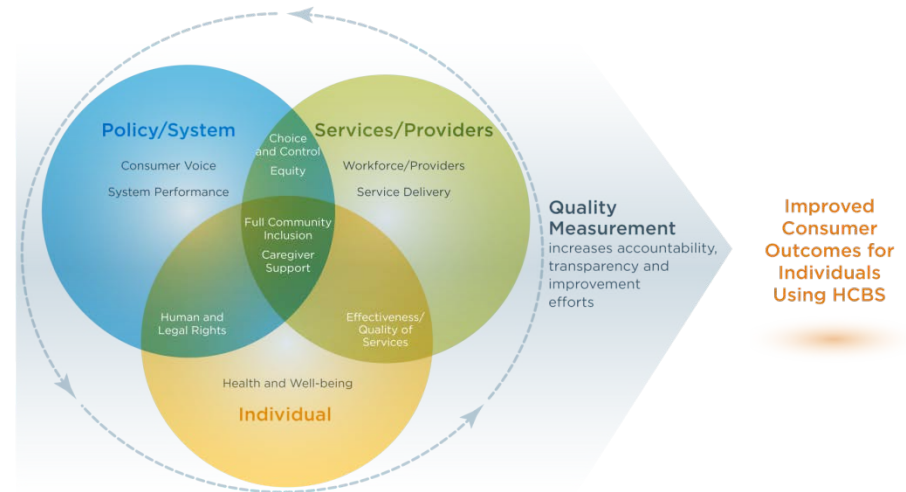 Policy/System
Consumer Voice
System Performance
Choice
and Control
Equity
Services/Providers
Workforce/Providers
Service Delivery
Full Community
Inclusion
Caregiver
Support
Human and
Legal Rights
Effectiveness/
Quality of
Services
Health and Well-being
Individual
Quality
Measurement
increases accountability,
transparency and
improvement
efforts
Improved
Consumer
Outcomes for
Individuals
Using HCBS